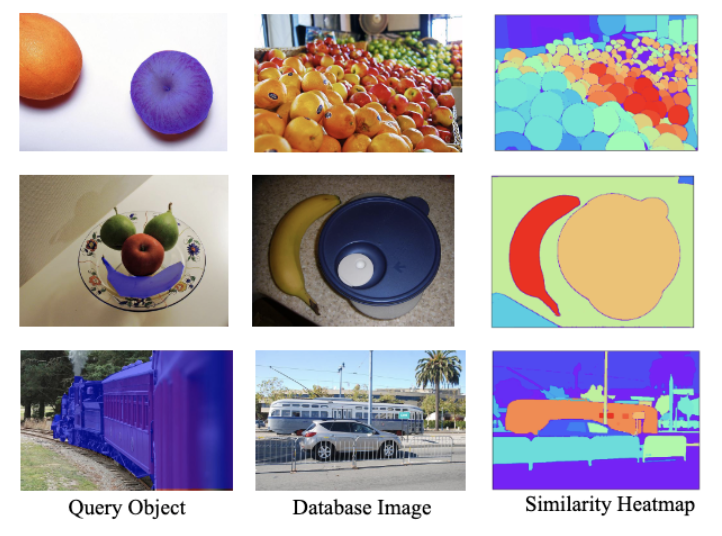 Query Object
Database Image
Similarity Heatmap